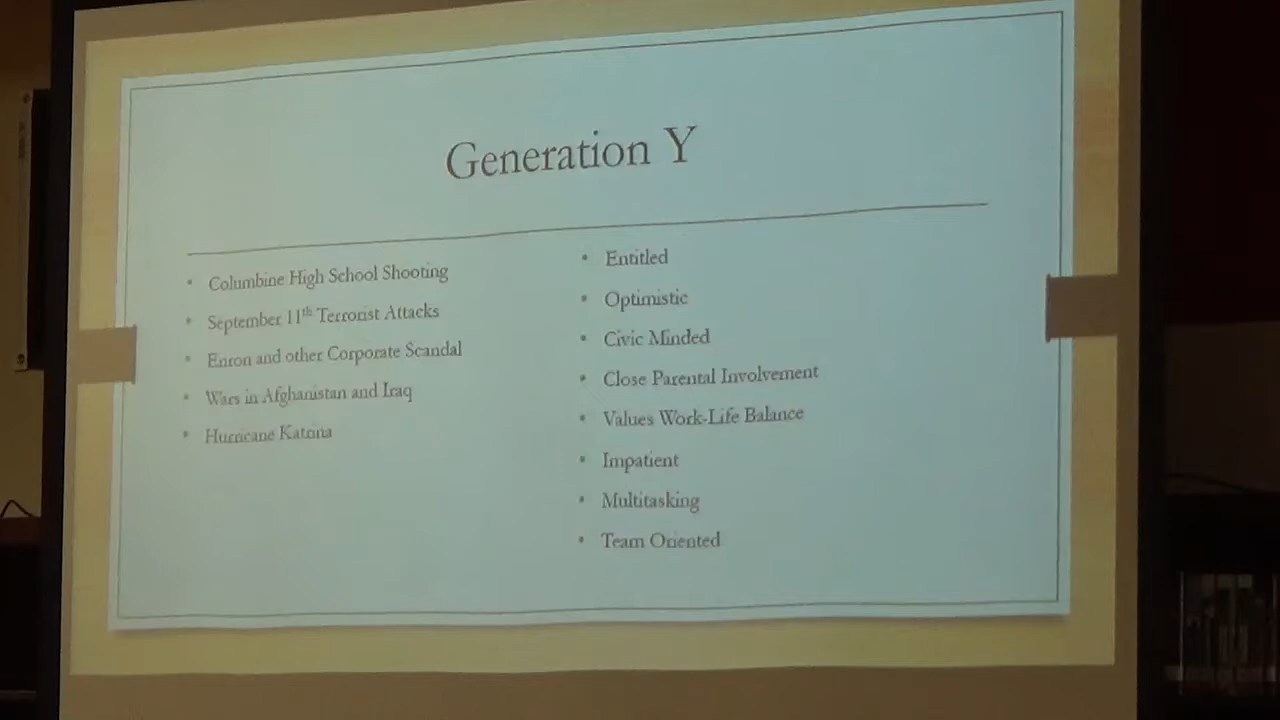 Generation Y
• Columbine High School Shooting
• September 11th Terrorist Attacks
• Enron and other Corporate Scandal
• Wars in Afghanistan and Iraq
• Hurricane Katrina
• Entitled
• Optimistic
• Civic Minded
• Close Parental Involvement
• Values Work-Life Balance
• Impatient
• Multitasking
• Team Oriented